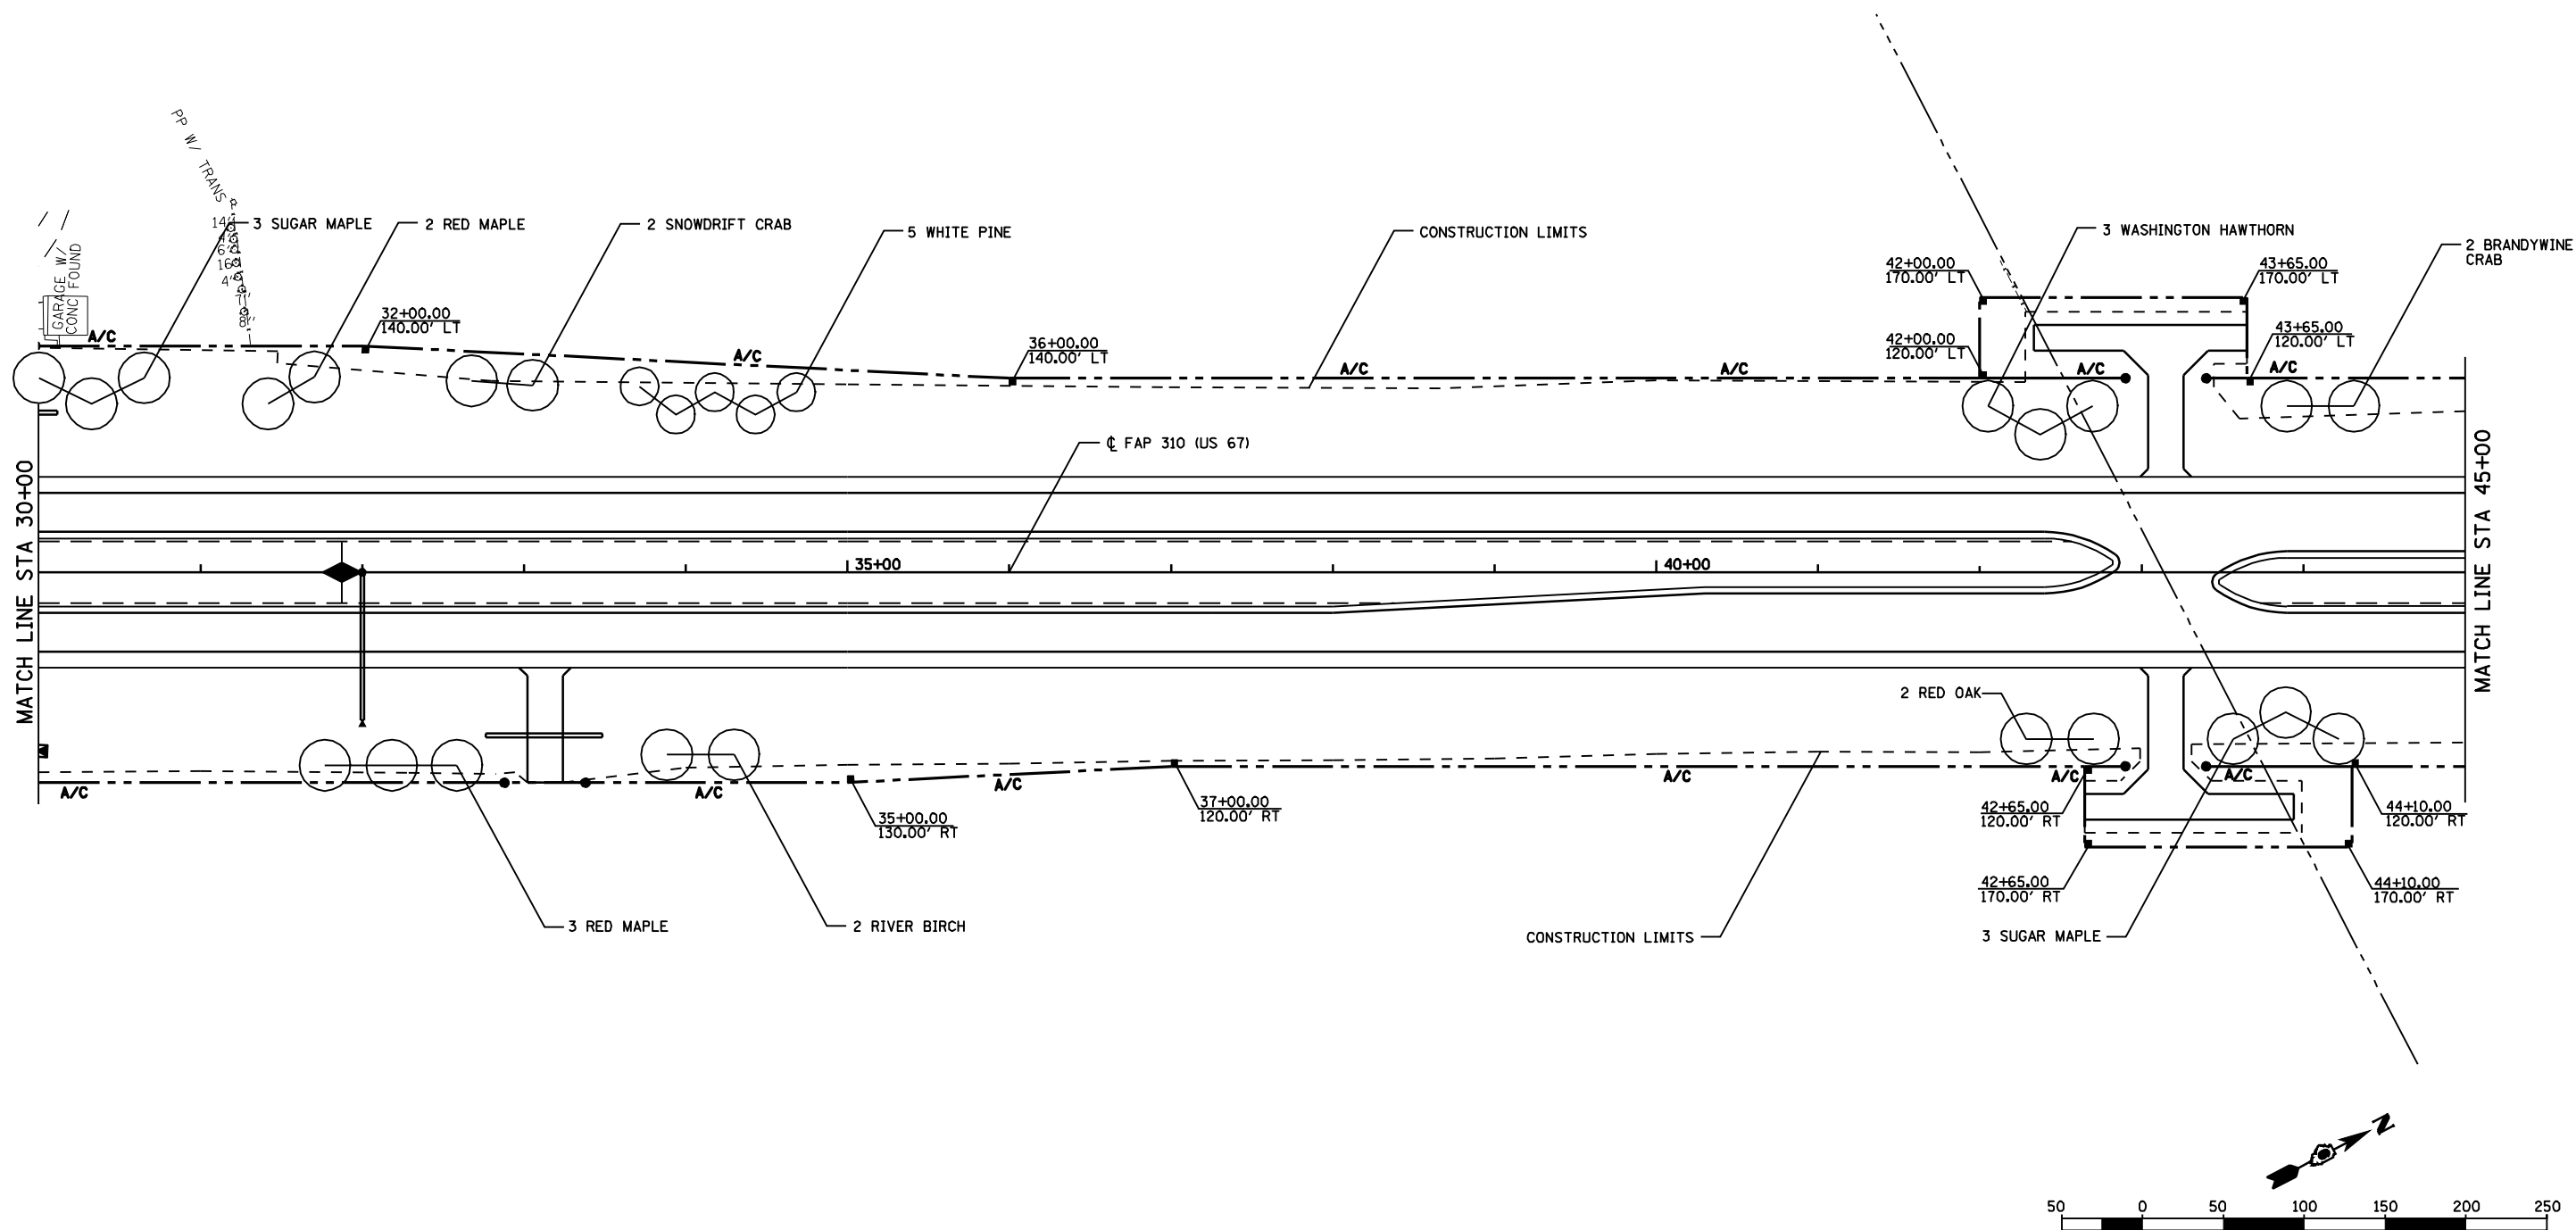 PP W/ TRANS
14"
4"
6"
16"
4"
7"
8"
GARAGE W/
CONC FOUND
3 SUGAR MAPLE
2 RED MAPLE
2 SNOWDRIFT CRAB
5 WHITE PINE
CONSTRUCTION LIMITS
3 WASHINGTON HAWTHORN
2 BRANDYWINE
CRAB
42+00.00
170.00' LT
43+65.00
170.00' LT
A/C
32+00.00
140.00' LT
A/C
36+00.00
140.00' LT
A/C
A/C
42+00.00
120.00' LT
A/C
43+65.00
120.00' LT
A/C
℄ FAP 310 (US 67)
MATCH LINE STA 30+00
35+00
40+00
MATCH LINE STA 45+00
2 RED OAK
A/C
A/C
35+00.00
130.00' RT
A/C
37+00.00
120.00' RT
A/C
A/C
42+65.00
120.00' RT
A/C
44+10.00
120.00' RT
42+65.00
170.00' RT
44+10.00
170.00' RT
3 RED MAPLE
2 RIVER BIRCH
CONSTRUCTION LIMITS
3 SUGAR MAPLE
N
50 0 50 100 150 200 250